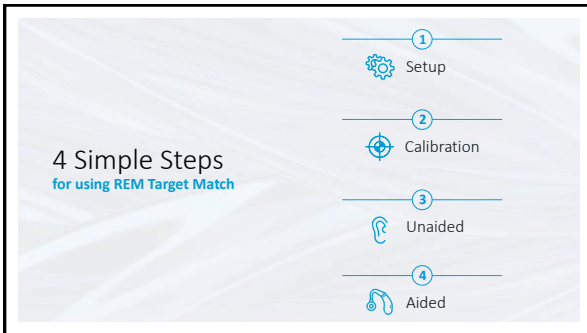 4 Simple Steps
for using REM Target Match
1
Setup
2
Calibration
3
Unaided
4
Aided